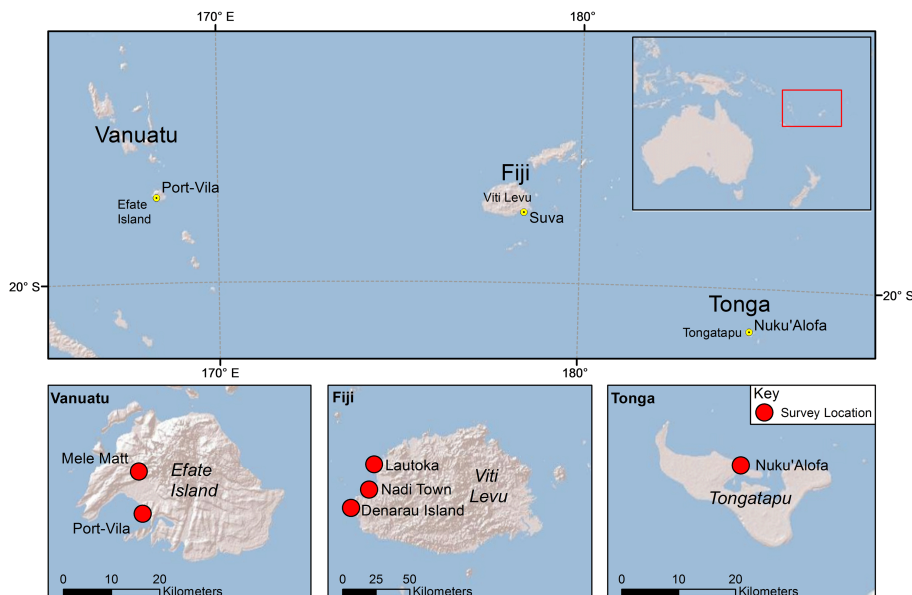 170° E
180°
Vanuatu
Port-Vila
Efate
Island
Fiji
Viti Levu
Suva
20° S
20° S
Tonga
Nuku'Alofa
Tongatapu
170° E
180°
Vanuatu
Mele Matt
Efate
Island
Port-Vila
0 10 20
Kilometers
Fiji
Lautoka
Nadi Town
Denarau Island
Viti
Levu
0 25 50
Kilometers
Tonga
Key
Survey Location
Nuku'Alofa
Tongatapu
0 10 20
Kilometers